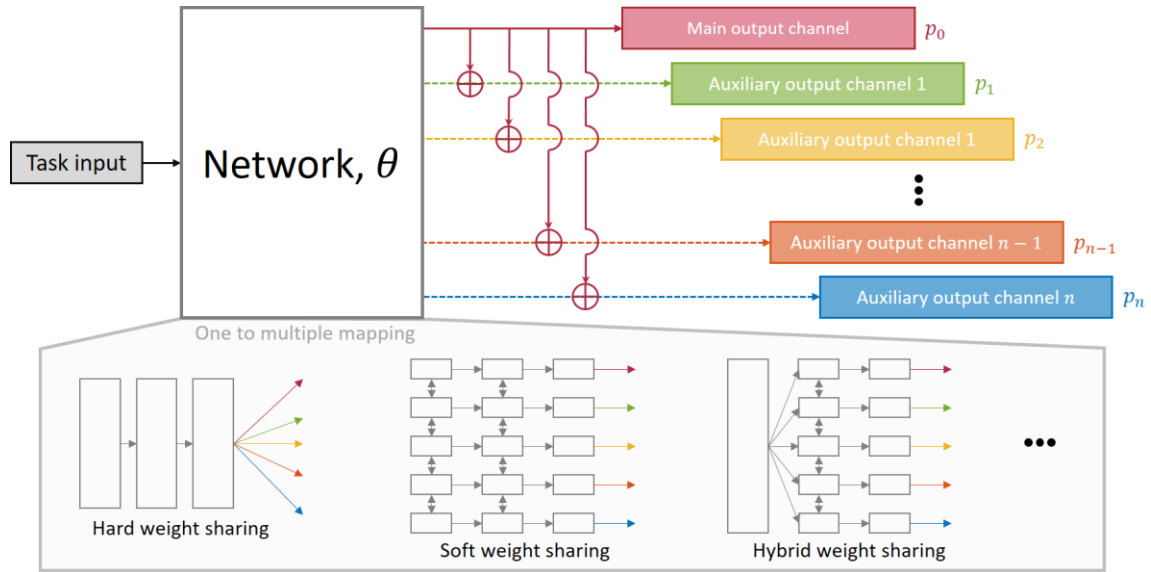 Main output channel
p₀
Auxiliary output channel 1
p₁
Auxiliary output channel 1
p₂
Task input
Network, θ
Auxiliary output channel n − 1
pₙ₋₁
Auxiliary output channel n
pₙ
One to multiple mapping
Hard weight sharing
Soft weight sharing
Hybrid weight sharing